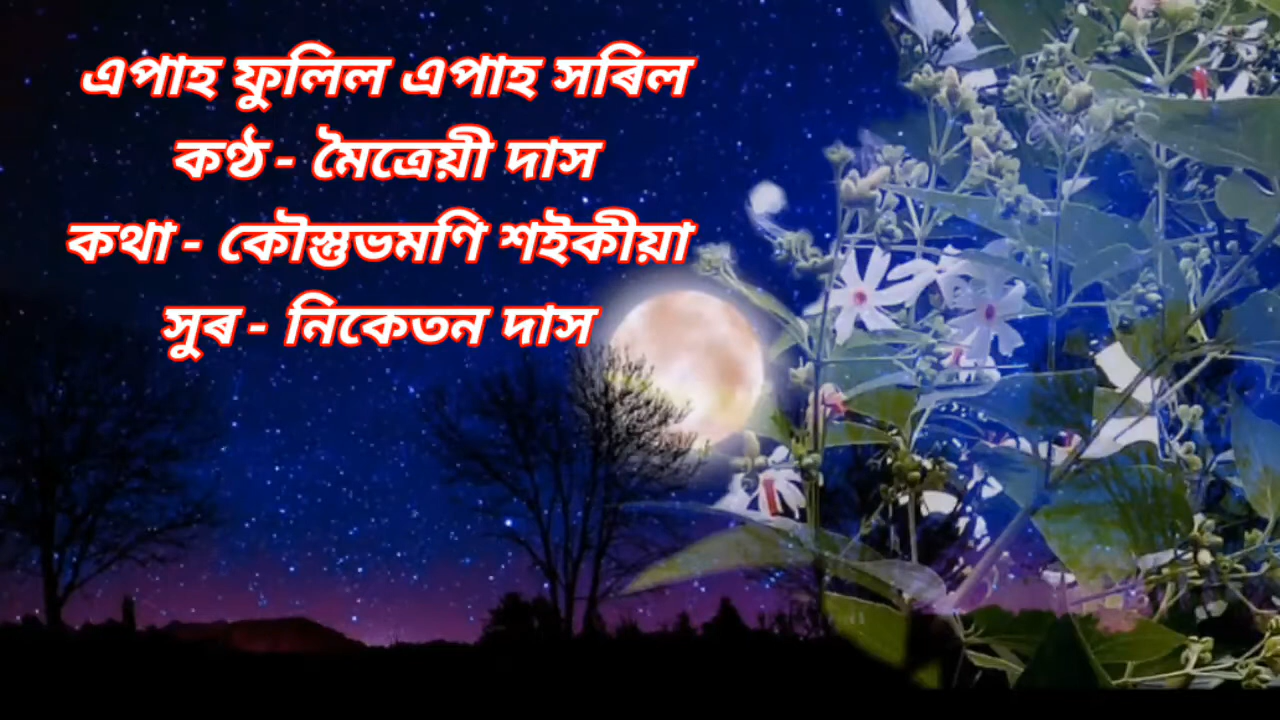 এপাহ ফুলিল এপাহ সৰিল
কণ্ঠ - মৈত্ৰেয়ী দাস
কথা - কৌস্তুভমণি শইকীয়া
সুৰ - নিকেতন দাস